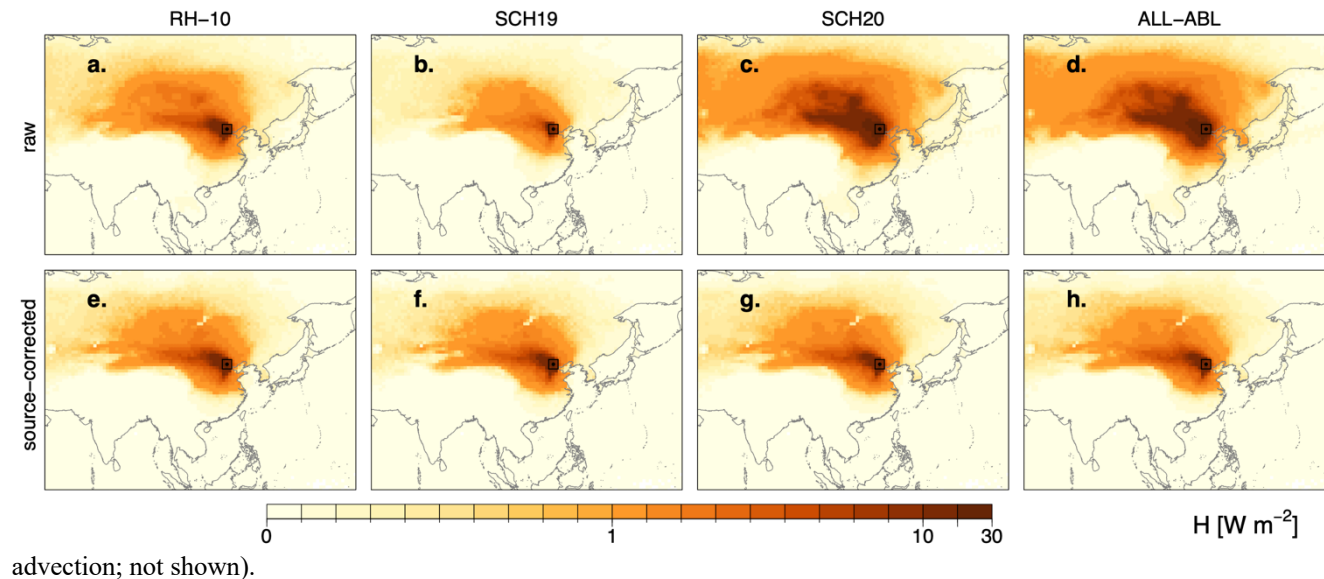 RH−10 SCH19 SCH20 ALL−ABL
raw
a. b. c. d.
source−corrected
e. f. g. h.
0 1 10 30
H [W m−2]
advection; not shown).